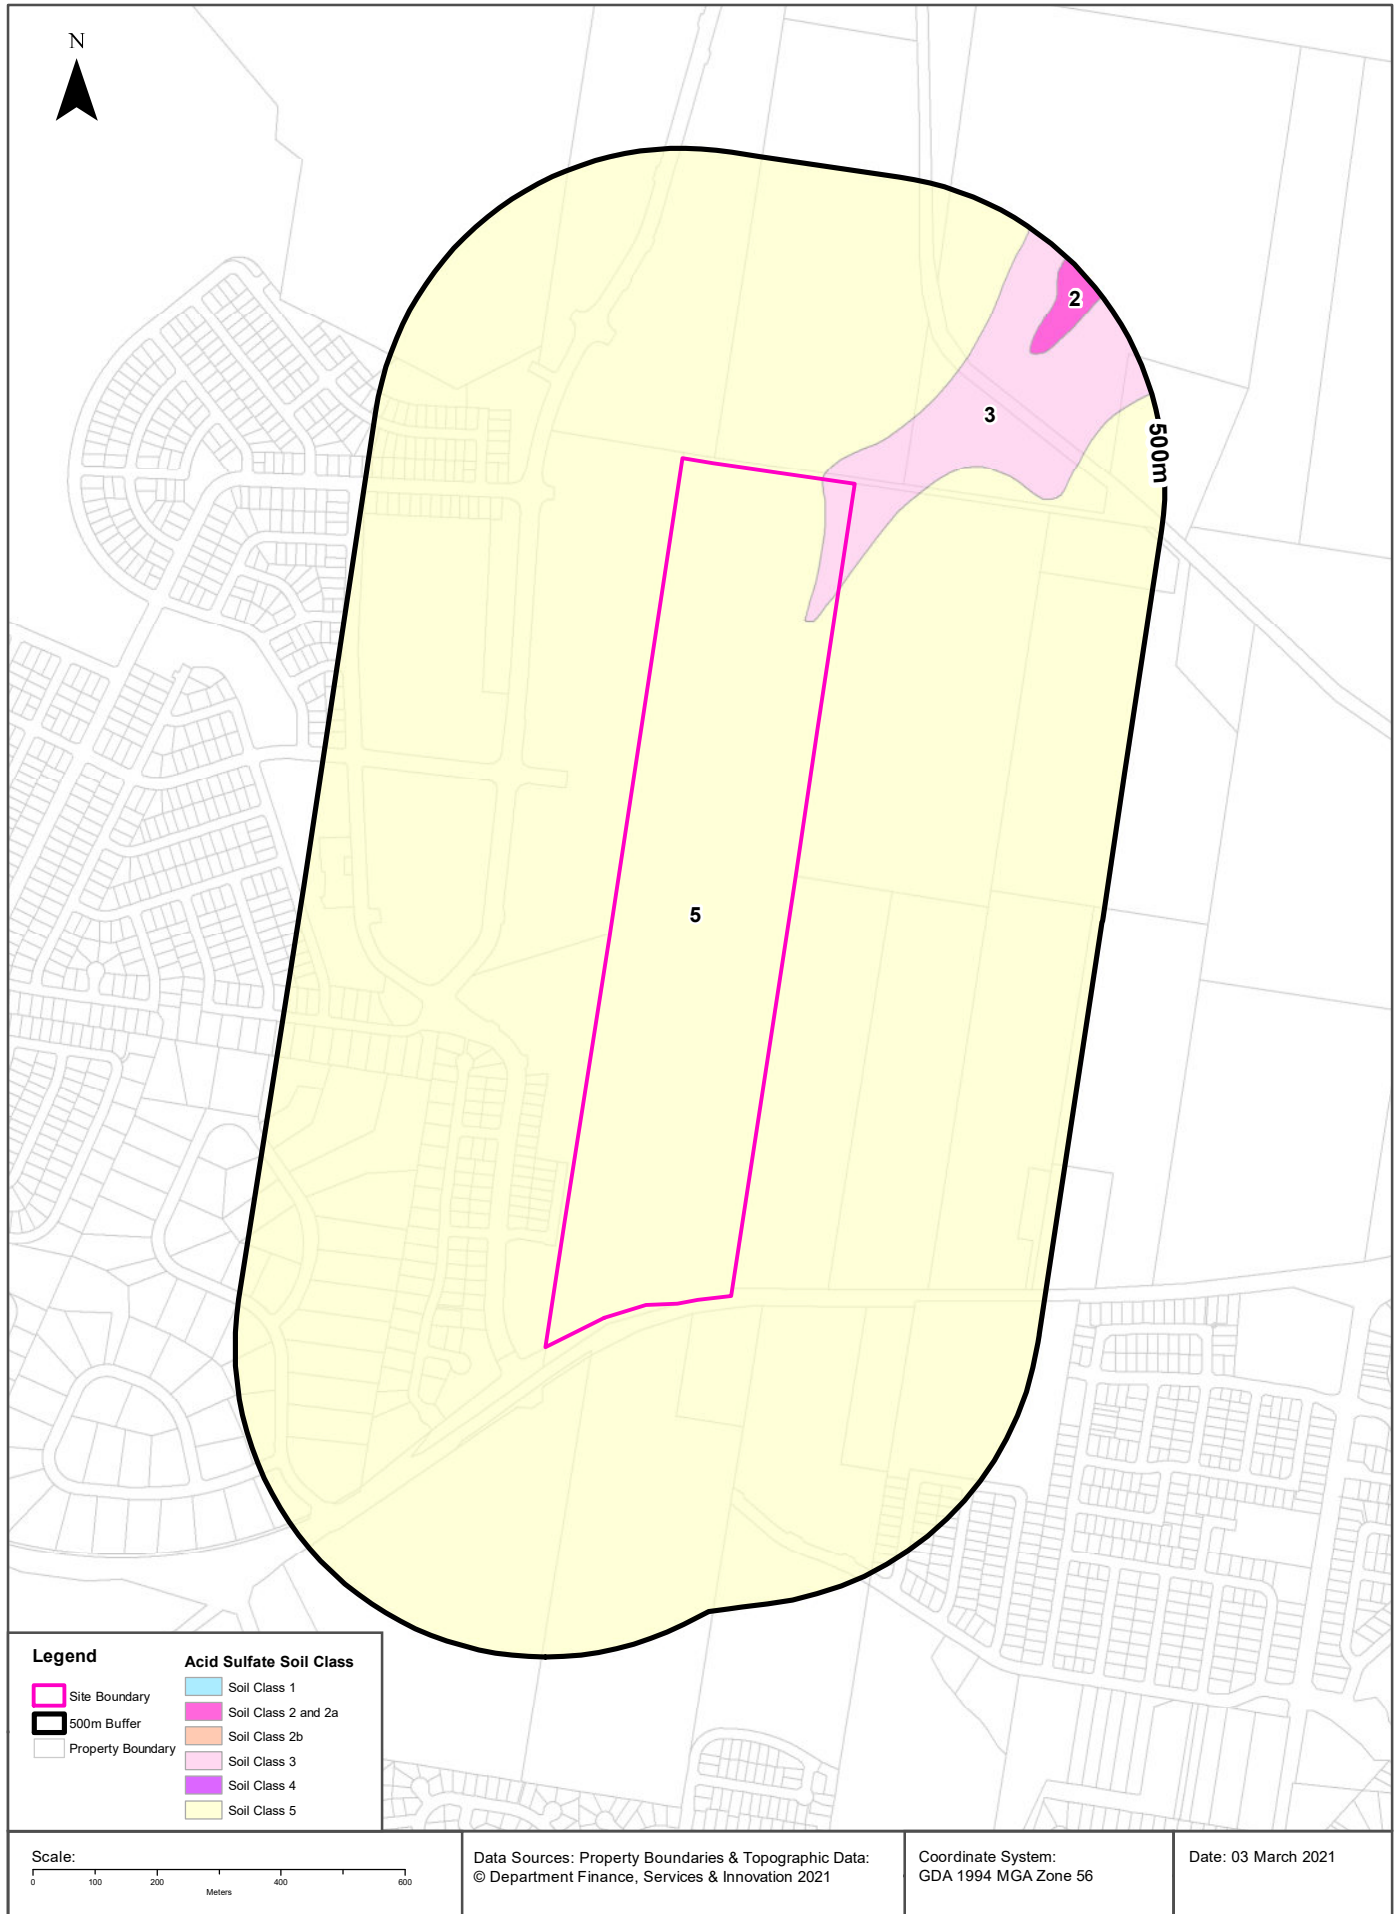 N
2
3
500m
5
Legend
Site Boundary
500m Buffer
Property Boundary
Acid Sulfate Soil Class
Soil Class 1
Soil Class 2 and 2a
Soil Class 2b
Soil Class 3
Soil Class 4
Soil Class 5
Scale:
0 100 200 400 600
Meters
Data Sources: Property Boundaries & Topographic Data:
© Department Finance, Services & Innovation 2021
Coordinate System:
GDA 1994 MGA Zone 56
Date: 03 March 2021